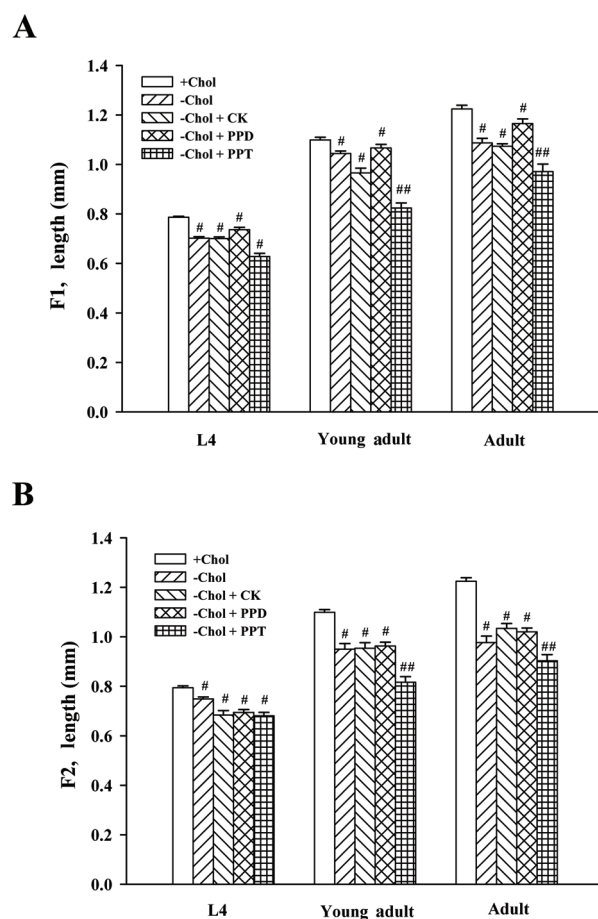 A
1.4
1.2
1.0
0.8
0.6
0.4
0.2
0.0
F1, length (mm)
+Chol
-Chol
-Chol + CK
-Chol + PPD
-Chol + PPT
# # # #
# # # ##
# # # ##
L4 Young adult Adult
B
1.4
1.2
1.0
0.8
0.6
0.4
0.2
0.0
F2, length (mm)
+Chol
-Chol
-Chol + CK
-Chol + PPD
-Chol + PPT
# # # #
# # # ##
# # # ##
L4 Young adult Adult